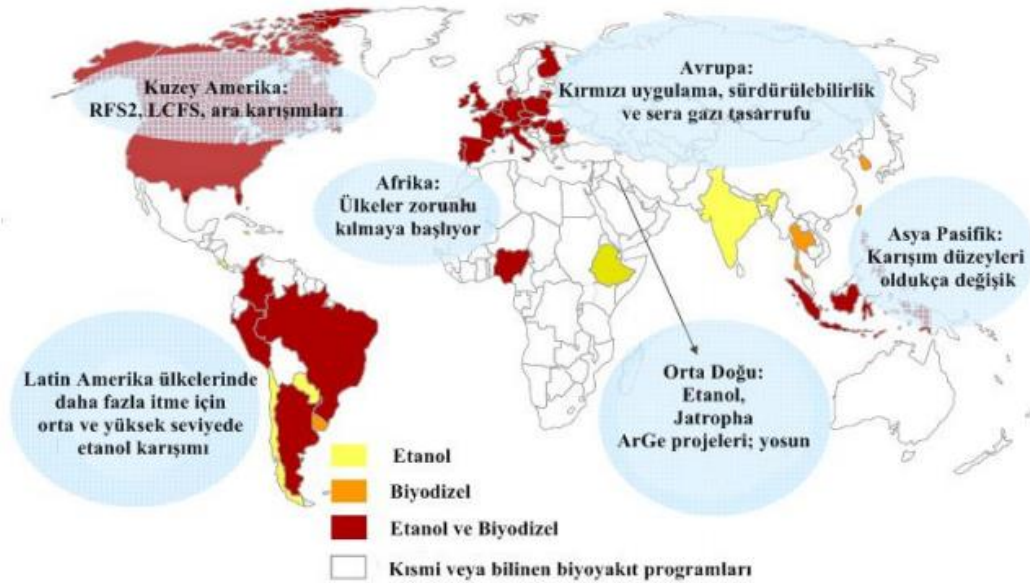 Kuzey Amerika:
RFS2, LCFS, ara karışımları
Avrupa:
Kırmızı uygulama, sürdürülebilirlik
ve sera gazı tasarrufu
Afrika:
Ülkeler zorunlu
kılmaya başlıyor
Asya Pasifik:
Karışım düzeyleri
oldukça değişik
Latin Amerika ülkelerinde
daha fazla itme için
orta ve yüksek seviyede
etanol karışımı
Orta Doğu:
Etanol,
Jatropha
ArGe projeleri; yosun
Etanol
Biyodizel
Etanol ve Biyodizel
Kısmi veya bilinen biyoyakıt programları